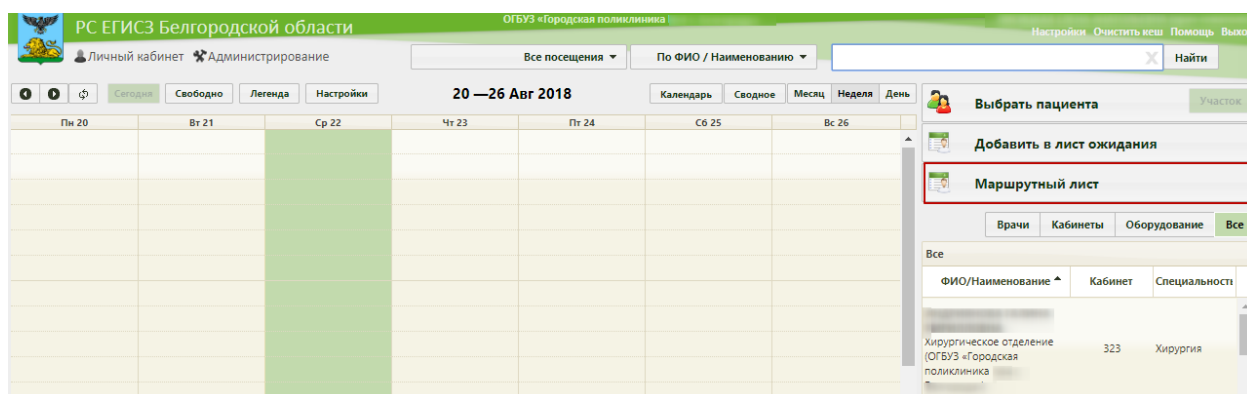 РС ЕГИСЗ Белгородской области
ОГБУЗ «Городская поликлиника
Настройки Очистить кеш Помощь
Личный кабинет Администрирование
Все посещения
По ФИО / Наименованию
X
Найти
Сегодня Свободно Легенда Настройки
20 —26 Авг 2018
Календарь Сводное Месяц Неделя День
Выбрать пациента
Участок
Пн 20 Вт 21 Ср 22 Чт 23 Пт 24 Сб 25 Вс 26
Добавить в лист ожидания
Маршрутный лист
Врачи Кабинеты Оборудование Все
Все
ФИО/Наименование Кабинет
Хирургическое отделение
(ОГБУЗ «Городская
поликлиника
323
Хирургия